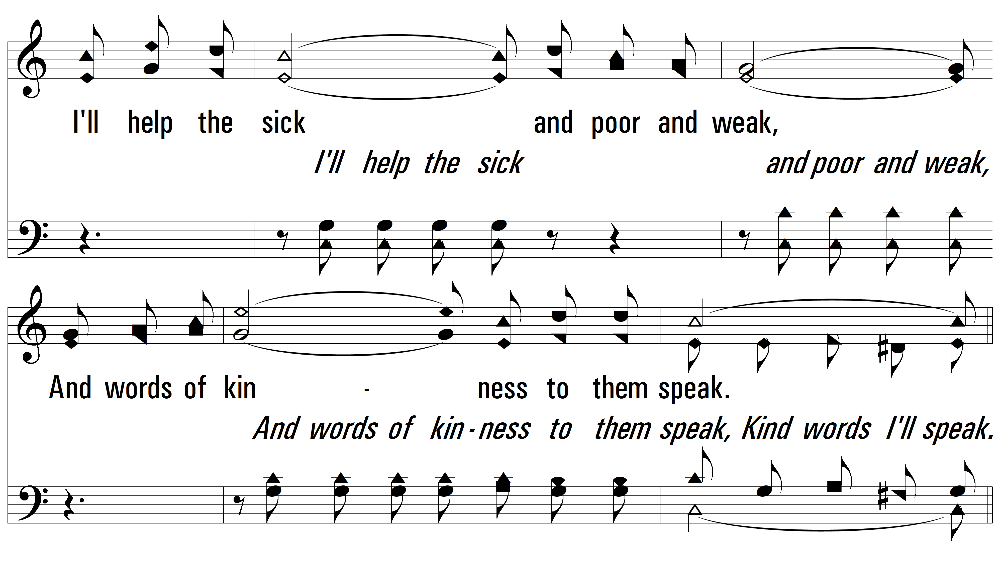 I'll help the sick and poor and weak,
I'll help the sick and poor and weak,
And words of kin - ness to them speak.
And words of kin - ness to them speak, Kind words I'll speak.